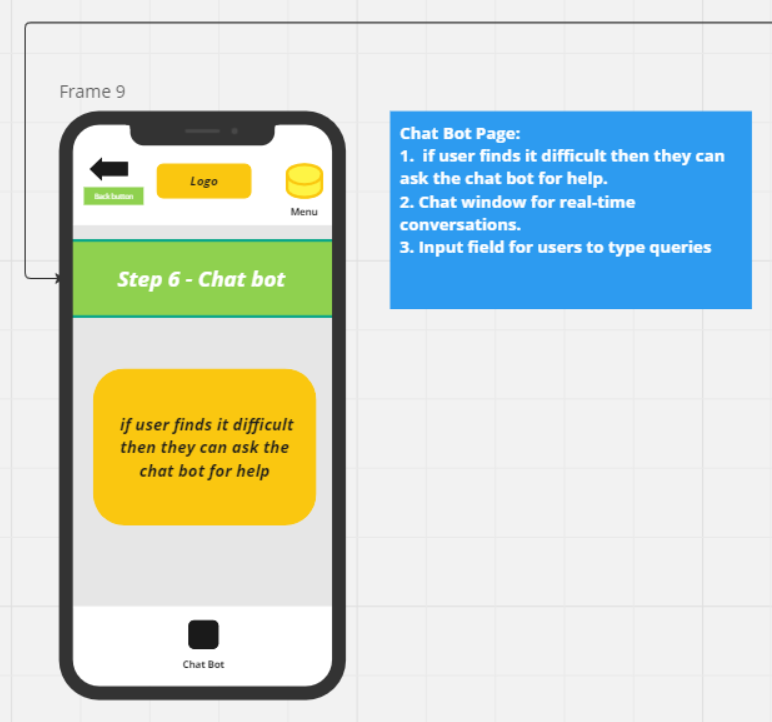 Frame 9
Logo
Back button
Menu
Step 6 - Chat bot
if user finds it difficult
then they can ask the
chat bot for help
Chat Bot
Chat Bot Page:
1.  if user finds it difficult then they can
ask the chat bot for help.
2. Chat window for real-time
conversations.
3. Input field for users to type queries